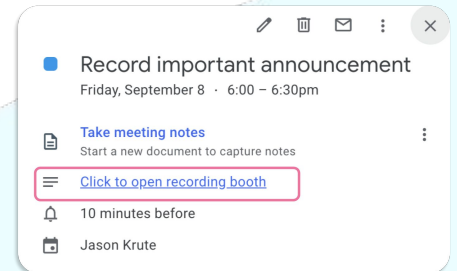 Record important announcement
Friday, September 8 · 6:00 – 6:30pm
Take meeting notes
Start a new document to capture notes
Click to open recording booth
10 minutes before
Jason Krute